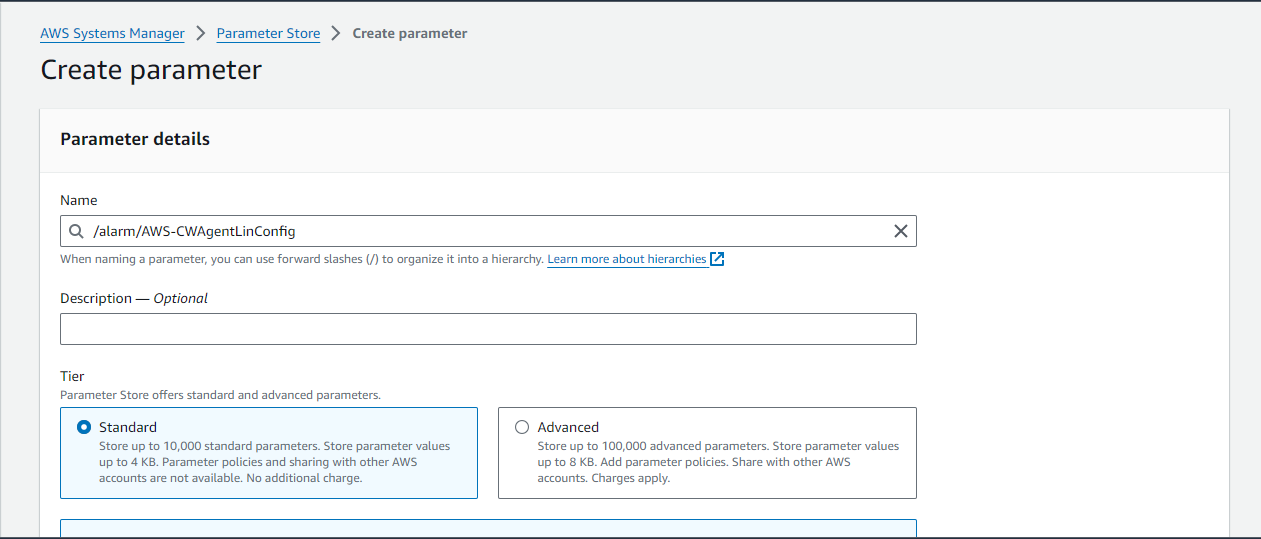 AWS Systems Manager > Parameter Store > Create parameter
Create parameter
Parameter details
Name
/alarm/AWS-CWAgentLinConfig
When naming a parameter, you can use forward slashes (/) to organize it into a hierarchy. Learn more about hierarchies
Description — Optional
Tier
Parameter Store offers standard and advanced parameters.
Standard
Store up to 10,000 standard parameters. Store parameter values
up to 4 KB. Parameter policies and sharing with other AWS
accounts are not available. No additional charge.
Advanced
Store up to 100,000 advanced parameters. Store parameter values
up to 8 KB. Add parameter policies. Share with other AWS
accounts. Charges apply.